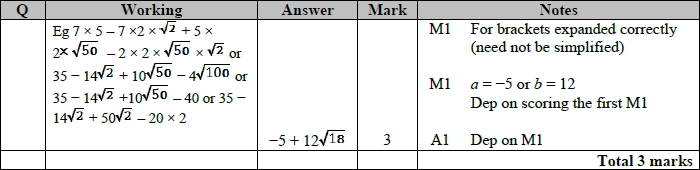 Q Working Answer Mark Notes
Eg 7 × 5 – 7 ×2 × √2 + 5 × M1 For brackets expanded correctly
2× √50 – 2 × 2 × √50 × √2 or (need not be simplified)
35 – 14√2 + 10√50 – 4√100 or M1 a = −5 or b = 12
35 – 14√2 +10√50 – 40 or 35 – Dep on scoring the first M1
14√2 + 50√2 – 20 × 2
−5 + 12√18 3 A1 Dep on M1
Total 3 marks